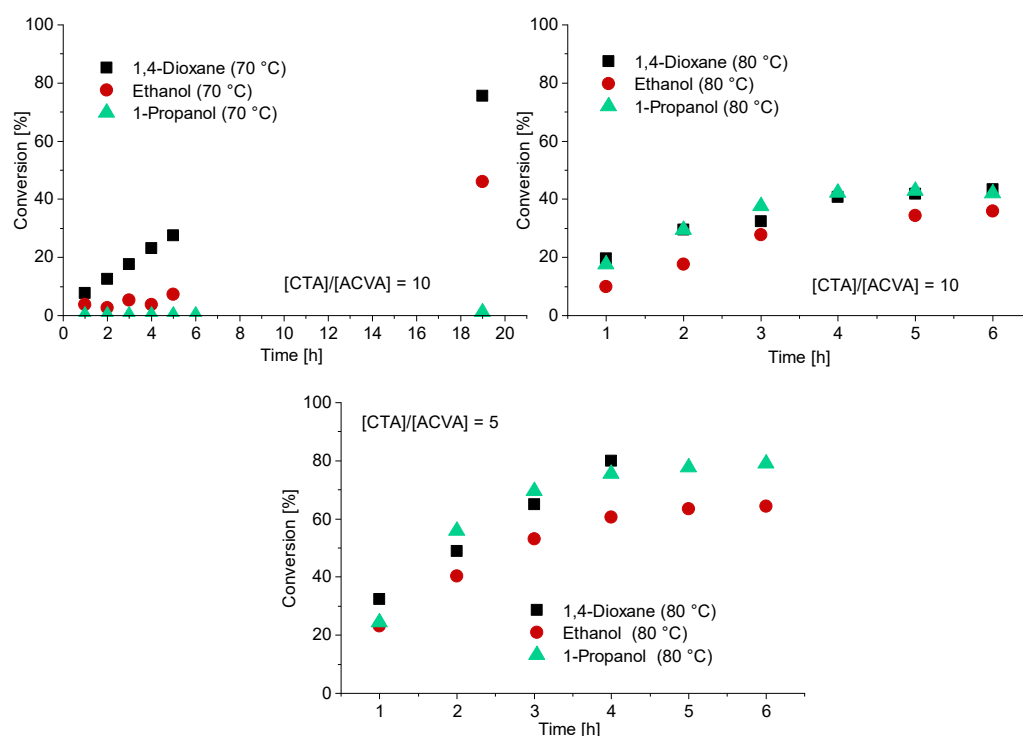 100
80
60
40
20
0
Conversion [%]
1,4-Dioxane (70 °C)
Ethanol (70 °C)
1-Propanol (70 °C)
[CTA]/[ACVA] = 10
0 2 4 6 8 10 12 14 16 18 20
Time [h]
100
80
60
40
20
0
Conversion [%]
1,4-Dioxane (80 °C)
Ethanol (80 °C)
1-Propanol (80 °C)
[CTA]/[ACVA] = 10
1 2 3 4 5 6
Time [h]
100
80
60
40
20
0
Conversion [%]
[CTA]/[ACVA] = 5
1,4-Dioxane (80 °C)
Ethanol (80 °C)
1-Propanol (80 °C)
1 2 3 4 5 6
Time [h]